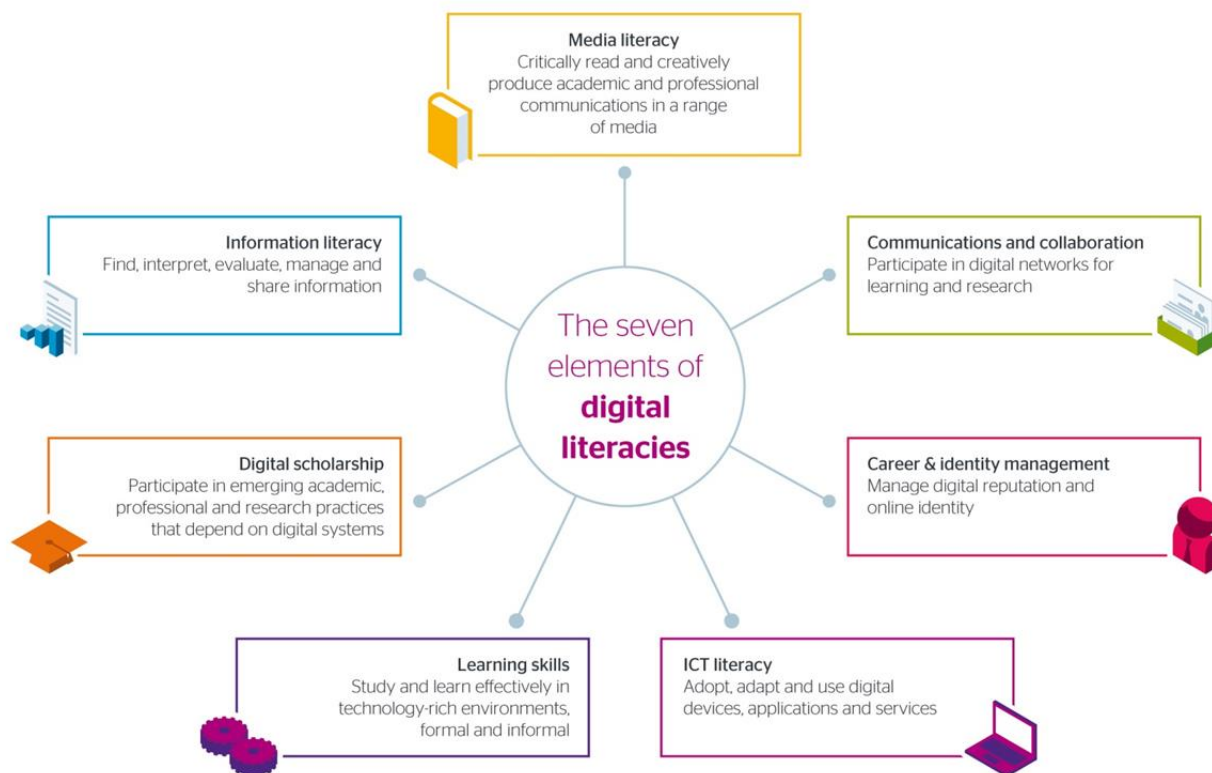 Media literacy
Critically read and creatively
produce academic and professional
communications in a range
of media
Information literacy
Find, interpret, evaluate, manage and
share information
Communications and collaboration
Participate in digital networks for
learning and research
The seven
elements of
digital
literacies
Digital scholarship
Participate in emerging academic,
professional and research practices
that depend on digital systems
Career & identity management
Manage digital reputation and
online identity
Learning skills
Study and learn effectively in
technology-rich environments,
formal and informal
ICT literacy
Adopt, adapt and use digital
devices, applications and services